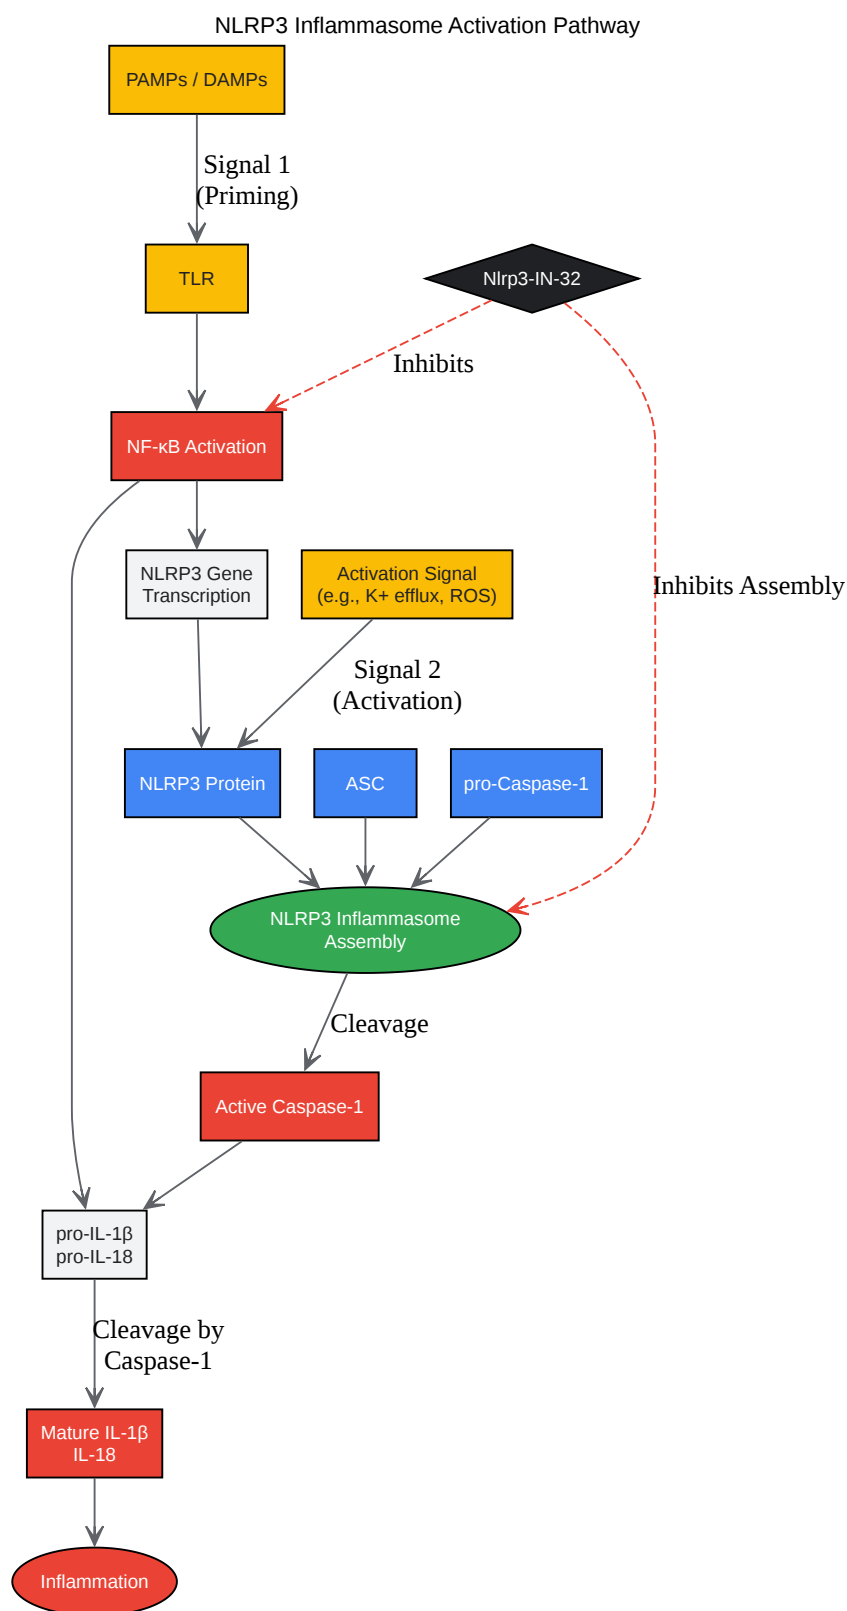 NLRP3 Inflammasome Activation Pathway
PAMPs / DAMPs
Signal 1
(Priming)
TLR
Nlrp3-IN-32
Inhibits
NF-κB Activation
NLRP3 Gene
Transcription
Activation Signal
(e.g., K+ efflux, ROS)
Inhibits Assembly
Signal 2
(Activation)
NLRP3 Protein
ASC
pro-Caspase-1
NLRP3 Inflammasome
Assembly
Cleavage
Active Caspase-1
pro-IL-1β
pro-IL-18
Cleavage by
Caspase-1
Mature IL-1β
IL-18
Inflammation